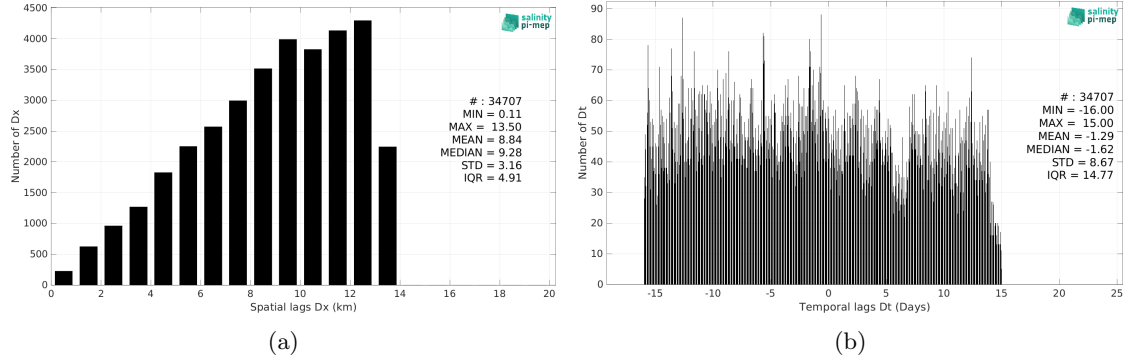 4500
4000
3500
3000
2500
2000
1500
1000
500
0
Number of Dx
0 2 4 6 8 10 12 14 16 18 20
Spatial lags Dx (km)
salinity
pi-mep
# : 34707
MIN = 0.11
MAX = 13.50
MEAN = 8.84
MEDIAN = 9.28
STD = 3.16
IQR = 4.91
(a)
90
80
70
60
50
40
30
20
10
0
Number of Dt
-15 -10 -5 0 5 10 15 20 25
Temporal lags Dt (Days)
salinity
pi-mep
# : 34707
MIN = -16.00
MAX = 15.00
MEAN = -1.29
MEDIAN = -1.62
STD = 8.67
IQR = 14.77
(b)